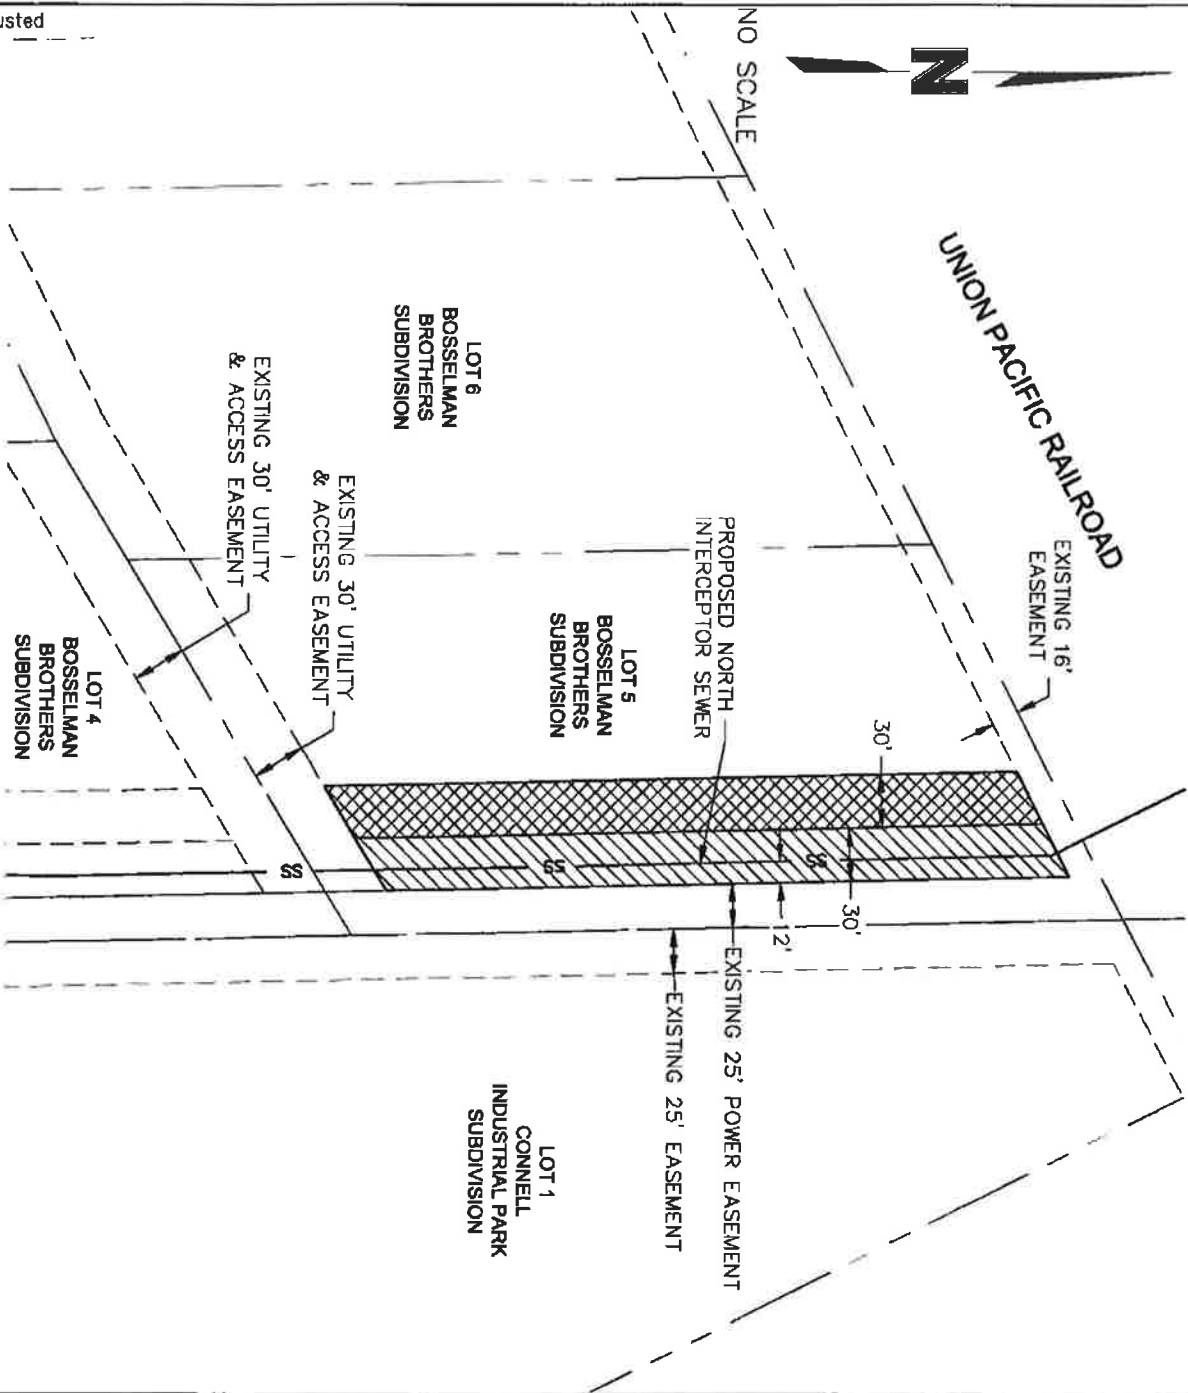 usted
NO SCALE
N
UNION PACIFIC RAILROAD
EXISTING 16'
EASEMENT
LOT 6
BOSSELMAN
BROTHERS
SUBDIVISION
EXISTING 30' UTILITY
& ACCESS EASEMENT
EXISTING 30' UTILITY
& ACCESS EASEMENT
PROPOSED NORTH
INTERCEPTOR SEWER
LOT 5
BOSSELMAN
BROTHERS
SUBDIVISION
LOT 4
BOSSELMAN
BROTHERS
SUBDIVISION
30'
30'
12'
SS
SS
SS
EXISTING 25' POWER EASEMENT
EXISTING 25' EASEMENT
LOT 1
CONNELL
INDUSTRIAL PARK
SUBDIVISION